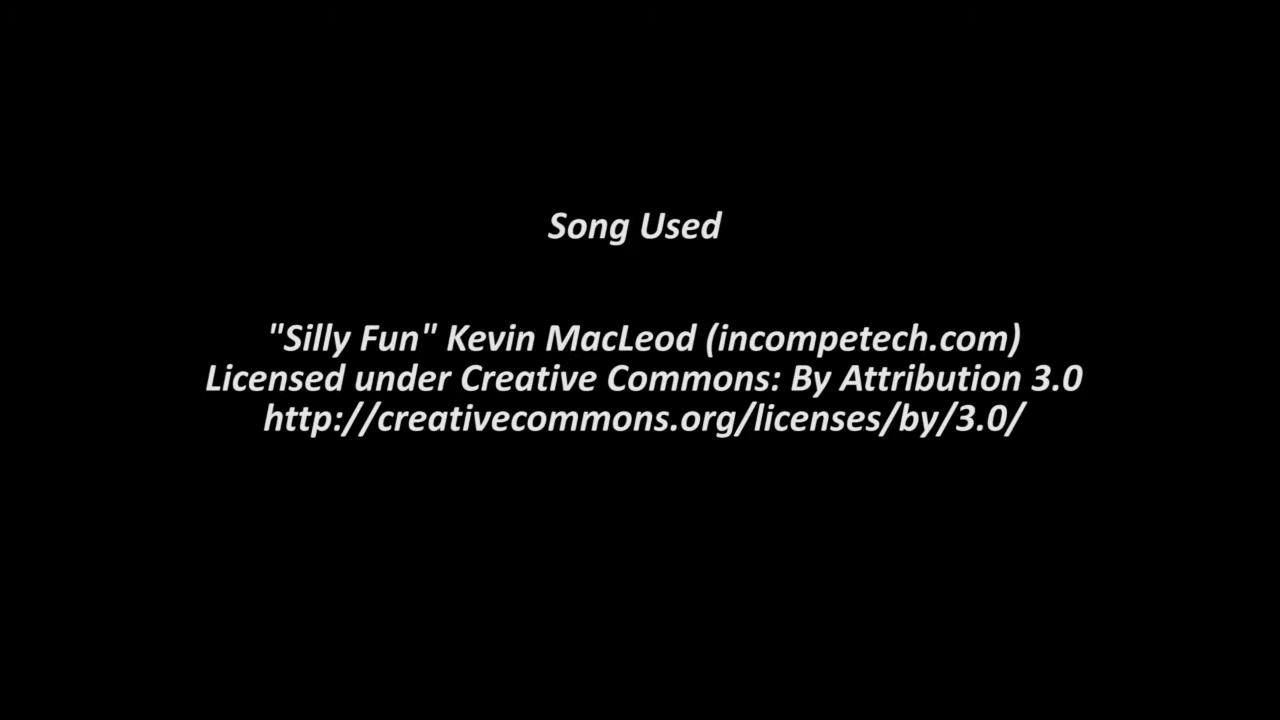 Song Used
"Silly Fun" Kevin MacLeod (incompetech.com)
Licensed under Creative Commons: By Attribution 3.0
http://creativecommons.org/licenses/by/3.0/